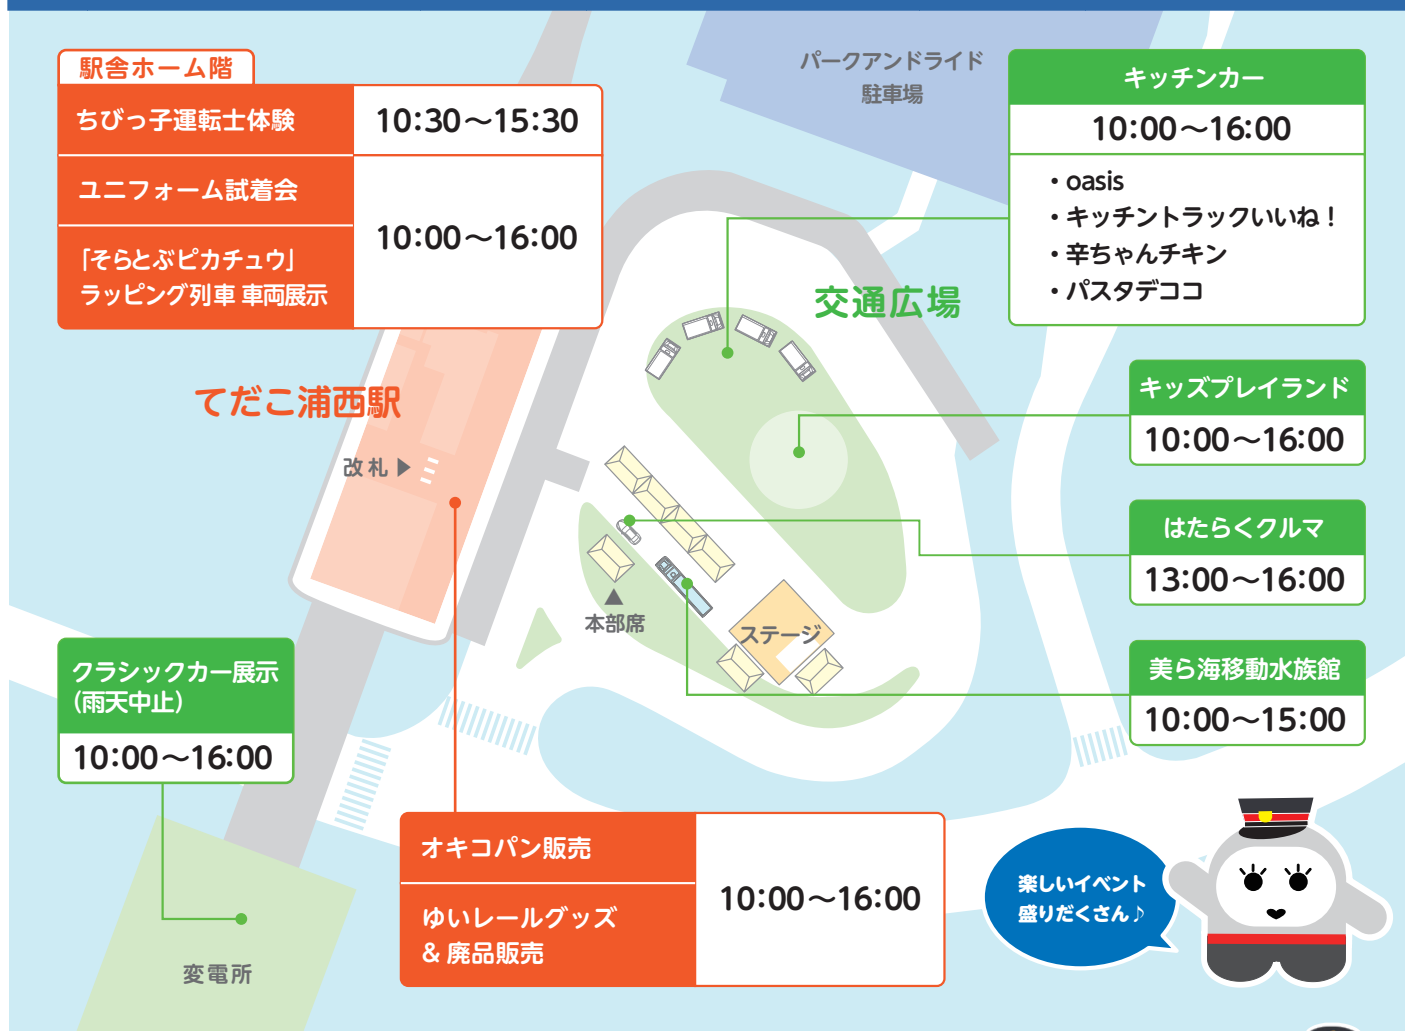 駅舎ホーム階
ちびっ子運転士体験
10:30～15:30
ユニフォーム試着会
「そらとぶピカチュウ」
ラッピング列車 車両展示
10:00～16:00
パークアンドライド
駐車場
キッチンカー
10:00～16:00
・oasis
・キッチントラックいいね！
・辛ちゃんチキン
・パスタデココ
交通広場
てだこ浦西駅
改札▶
キッズプレイランド
10:00～16:00
はたらくクルマ
13:00～16:00
▲
本部席
ステージ
美ら海移動水族館
10:00～15:00
クラシックカー展示
（雨天中止）
10:00～16:00
変電所
オキコパン販売
ゆいレールグッズ
& 廃品販売
10:00～16:00
楽しいイベント
盛りだくさん♪